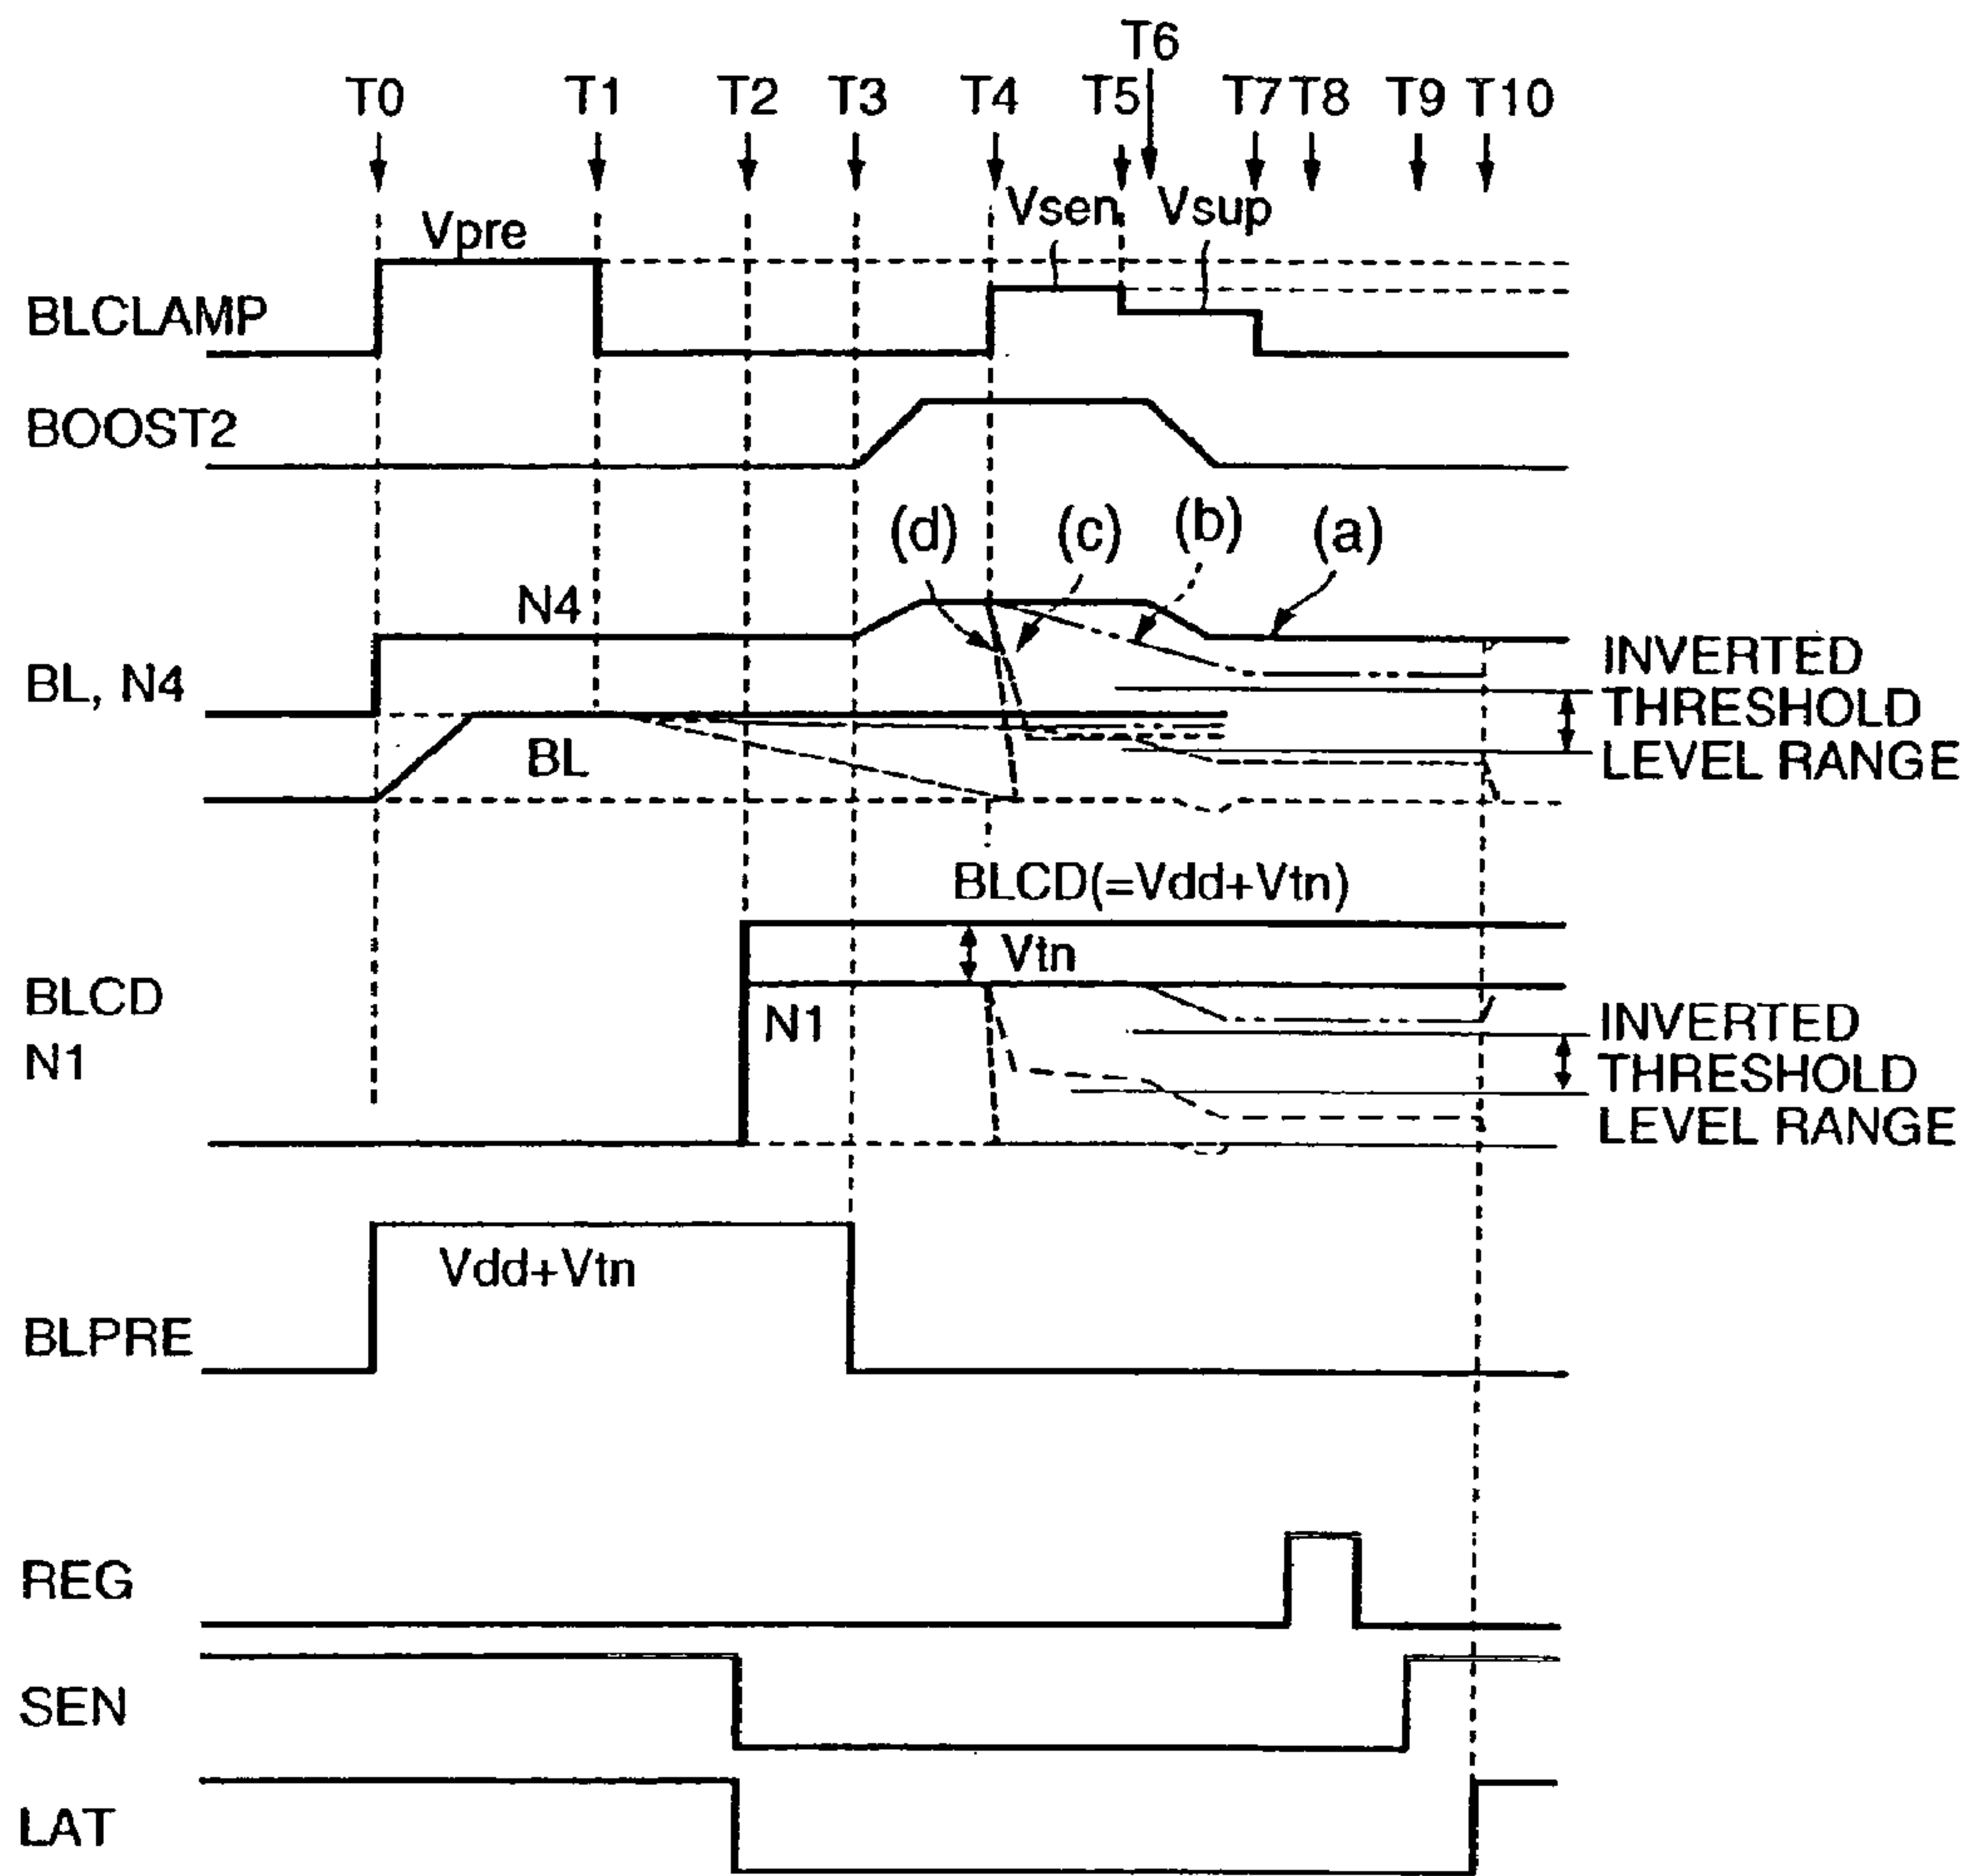 T6
T0 T1 T2 T3 T4 T5 T7 T8 T9 T10
Vpre Vsen Vsup
BLCLAMP
BOOST2
(d) (c) (b) (a)
N4
BL, N4
BL
INVERTED
THRESHOLD
LEVEL RANGE
BLCD(=Vdd+Vtn)
Vtn
BLCD
N1
N1
INVERTED
THRESHOLD
LEVEL RANGE
Vdd+Vtn
BLPRE
REG
SEN
LAT